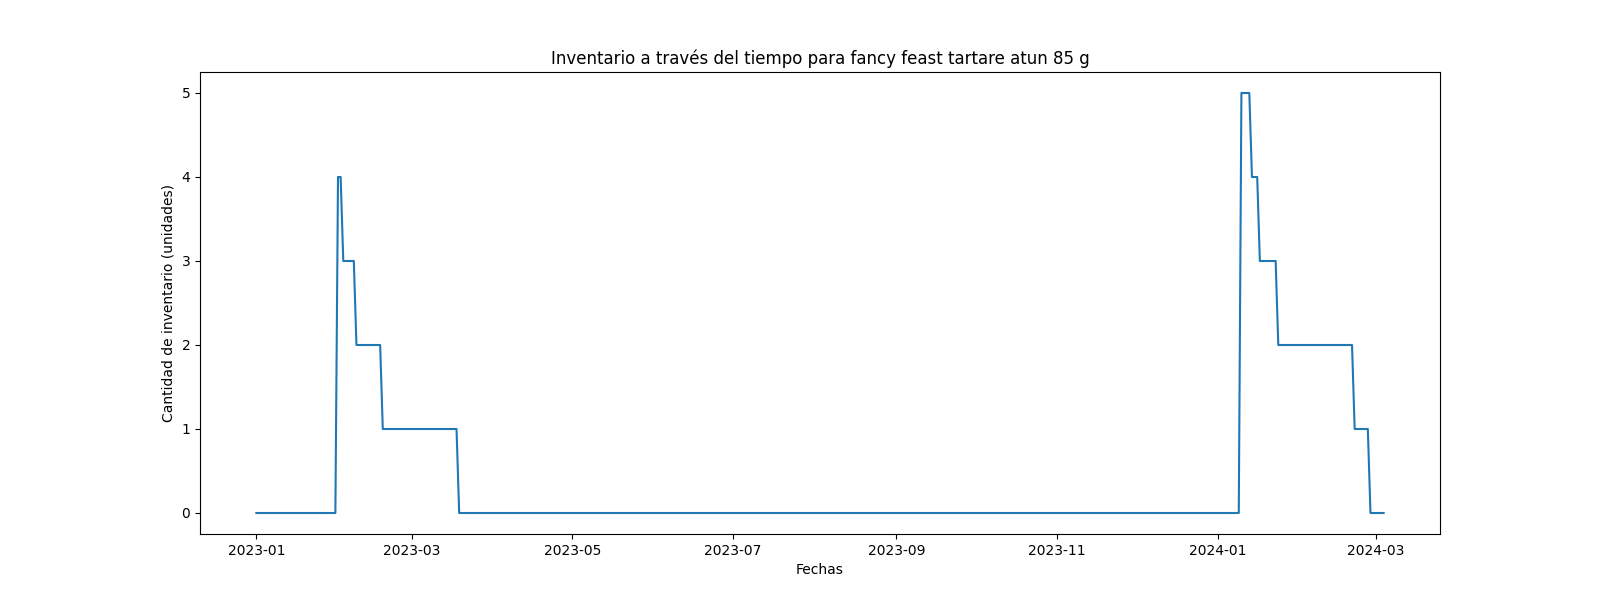 Inventario a través del tiempo para fancy feast tartare atun 85 g
Cantidad de inventario (unidades)
5
4
3
2
1
0
2023-01 2023-03 2023-05 2023-07 2023-09 2023-11 2024-01 2024-03
Fechas